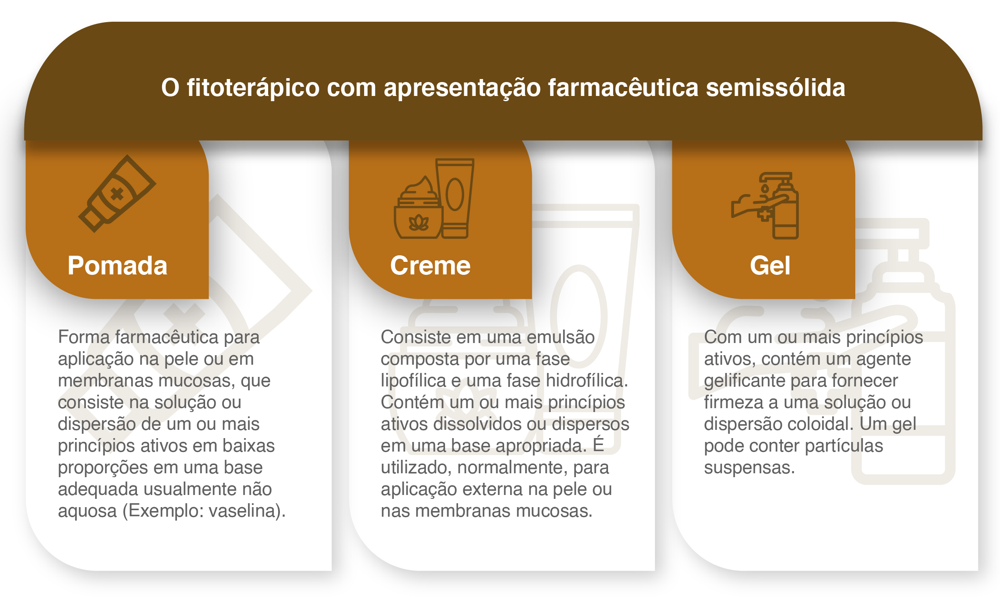 O fitoterápico com apresentação farmacêutica semissólida
Pomada
Forma farmacêutica para
aplicação na pele ou em
membranas mucosas, que
consiste na solução ou
dispersão de um ou mais
princípios ativos em baixas
proporções em uma base
adequada usualmente não
aquosa (Exemplo: vaselina).
Creme
Consiste em uma emulsão
composta por uma fase
lipofílica e uma fase hidrofílica.
Contém um ou mais princípios
ativos dissolvidos ou dispersos
em uma base apropriada. É
utilizado, normalmente, para
aplicação externa na pele ou
nas membranas mucosas.
Gel
Com um ou mais princípios
ativos, contém um agente
gelificante para fornecer
firmeza a uma solução ou
dispersão coloidal. Um gel
pode conter partículas
suspensas.